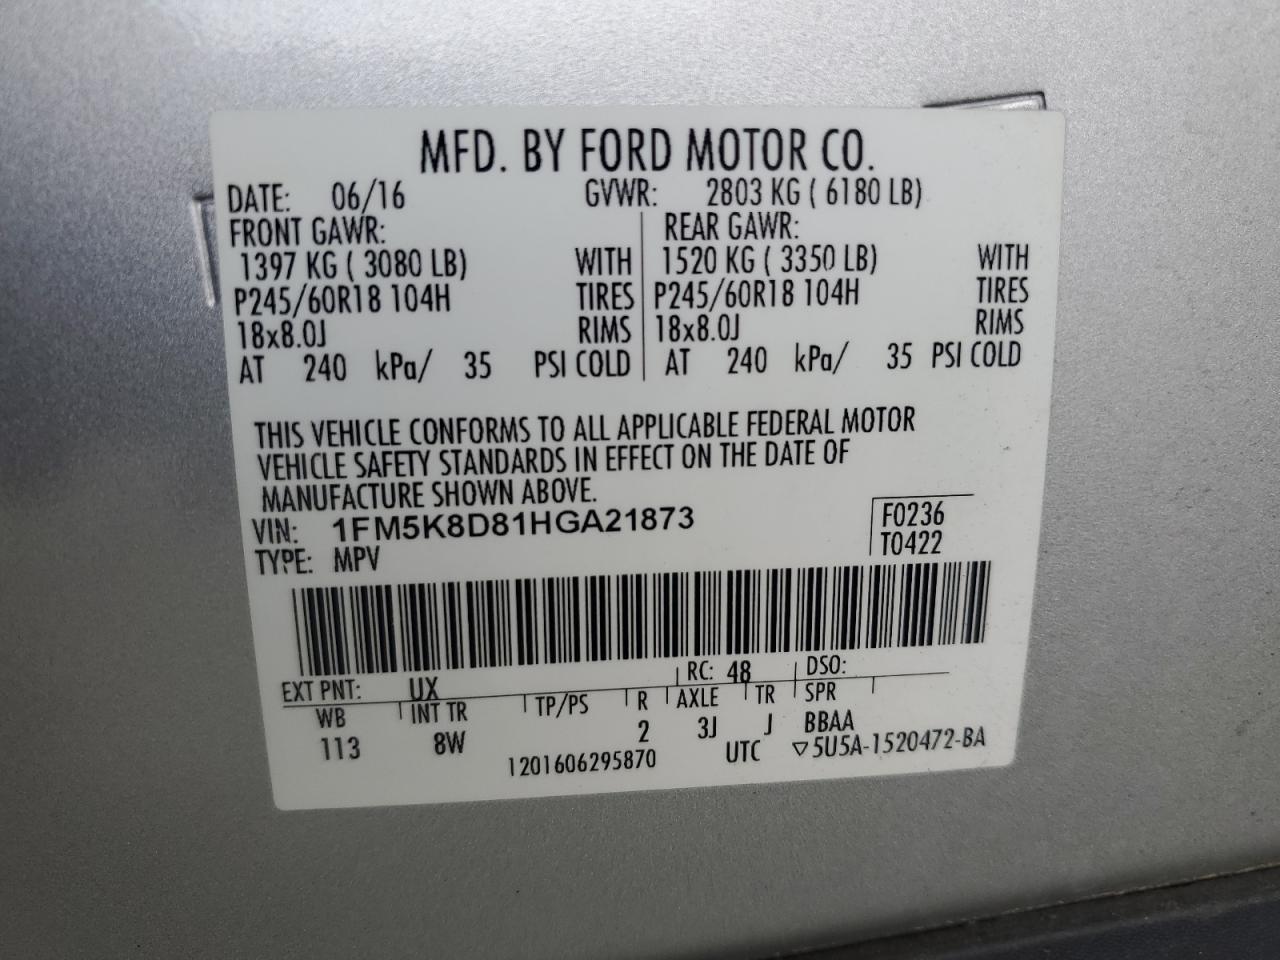 MFD. BY FORD MOTOR CO.
DATE: 06/16 GVWR: 2803 KG ( 6180 LB)
FRONT GAWR: REAR GAWR:
1397 KG ( 3080 LB) WITH 1520 KG ( 3350 LB) WITH
P245/60R18 104H TIRES P245/60R18 104H TIRES
18x8.0J RIMS 18x8.0J RIMS
AT 240 kPa/ 35 PSI COLD AT 240 kPa/ 35 PSI COLD
THIS VEHICLE CONFORMS TO ALL APPLICABLE FEDERAL MOTOR
VEHICLE SAFETY STANDARDS IN EFFECT ON THE DATE OF
MANUFACTURE SHOWN ABOVE.
VIN: 1FM5K8D81HGA21873 F0236
TYPE: MPV T0422
EXT PNT: UX RC: 48 DSO:
WB INT TR TP/PS R AXLE TR SPR
113 8W 2 3J J BBAA
1201606295870 UTC ▽5U5A-1520472-BA